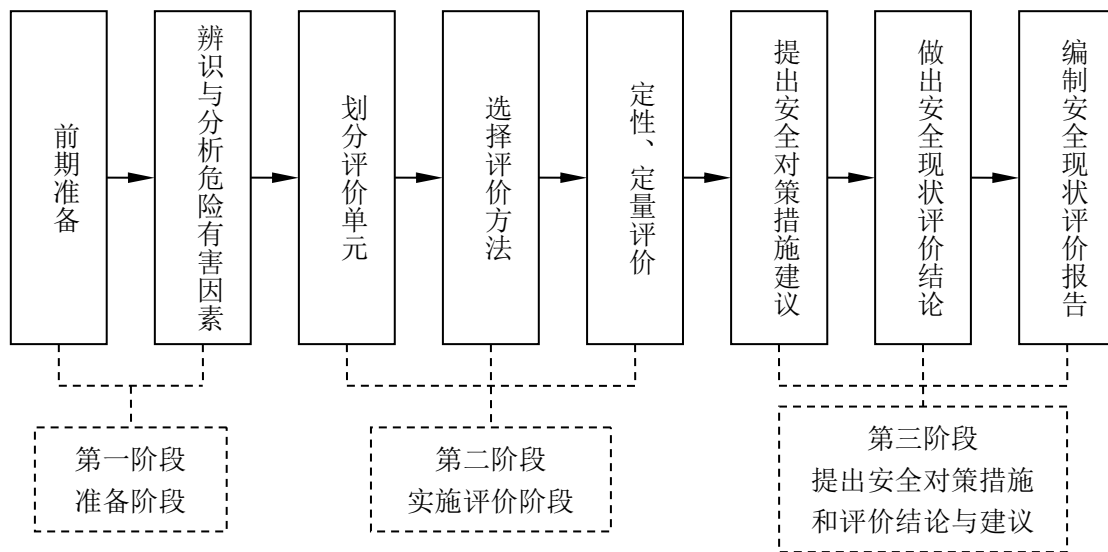 前期准备
辨识与分析危险有害因素
划分评价单元
选择评价方法
定性、定量评价
提出安全对策措施建议
做出安全现状评价结论
编制安全现状评价报告
第一阶段
准备阶段
第二阶段
实施评价阶段
第三阶段
提出安全对策措施
和评价结论与建议